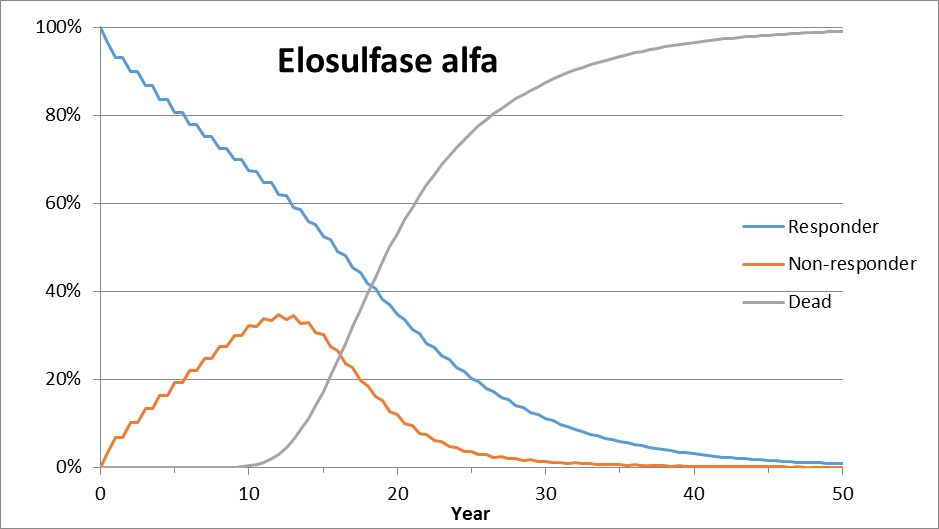 Elosulfase alfa
100%
80%
60%
40%
20%
0%
Responder
Non-responder
Dead
0 10 20 30 40 50
Year